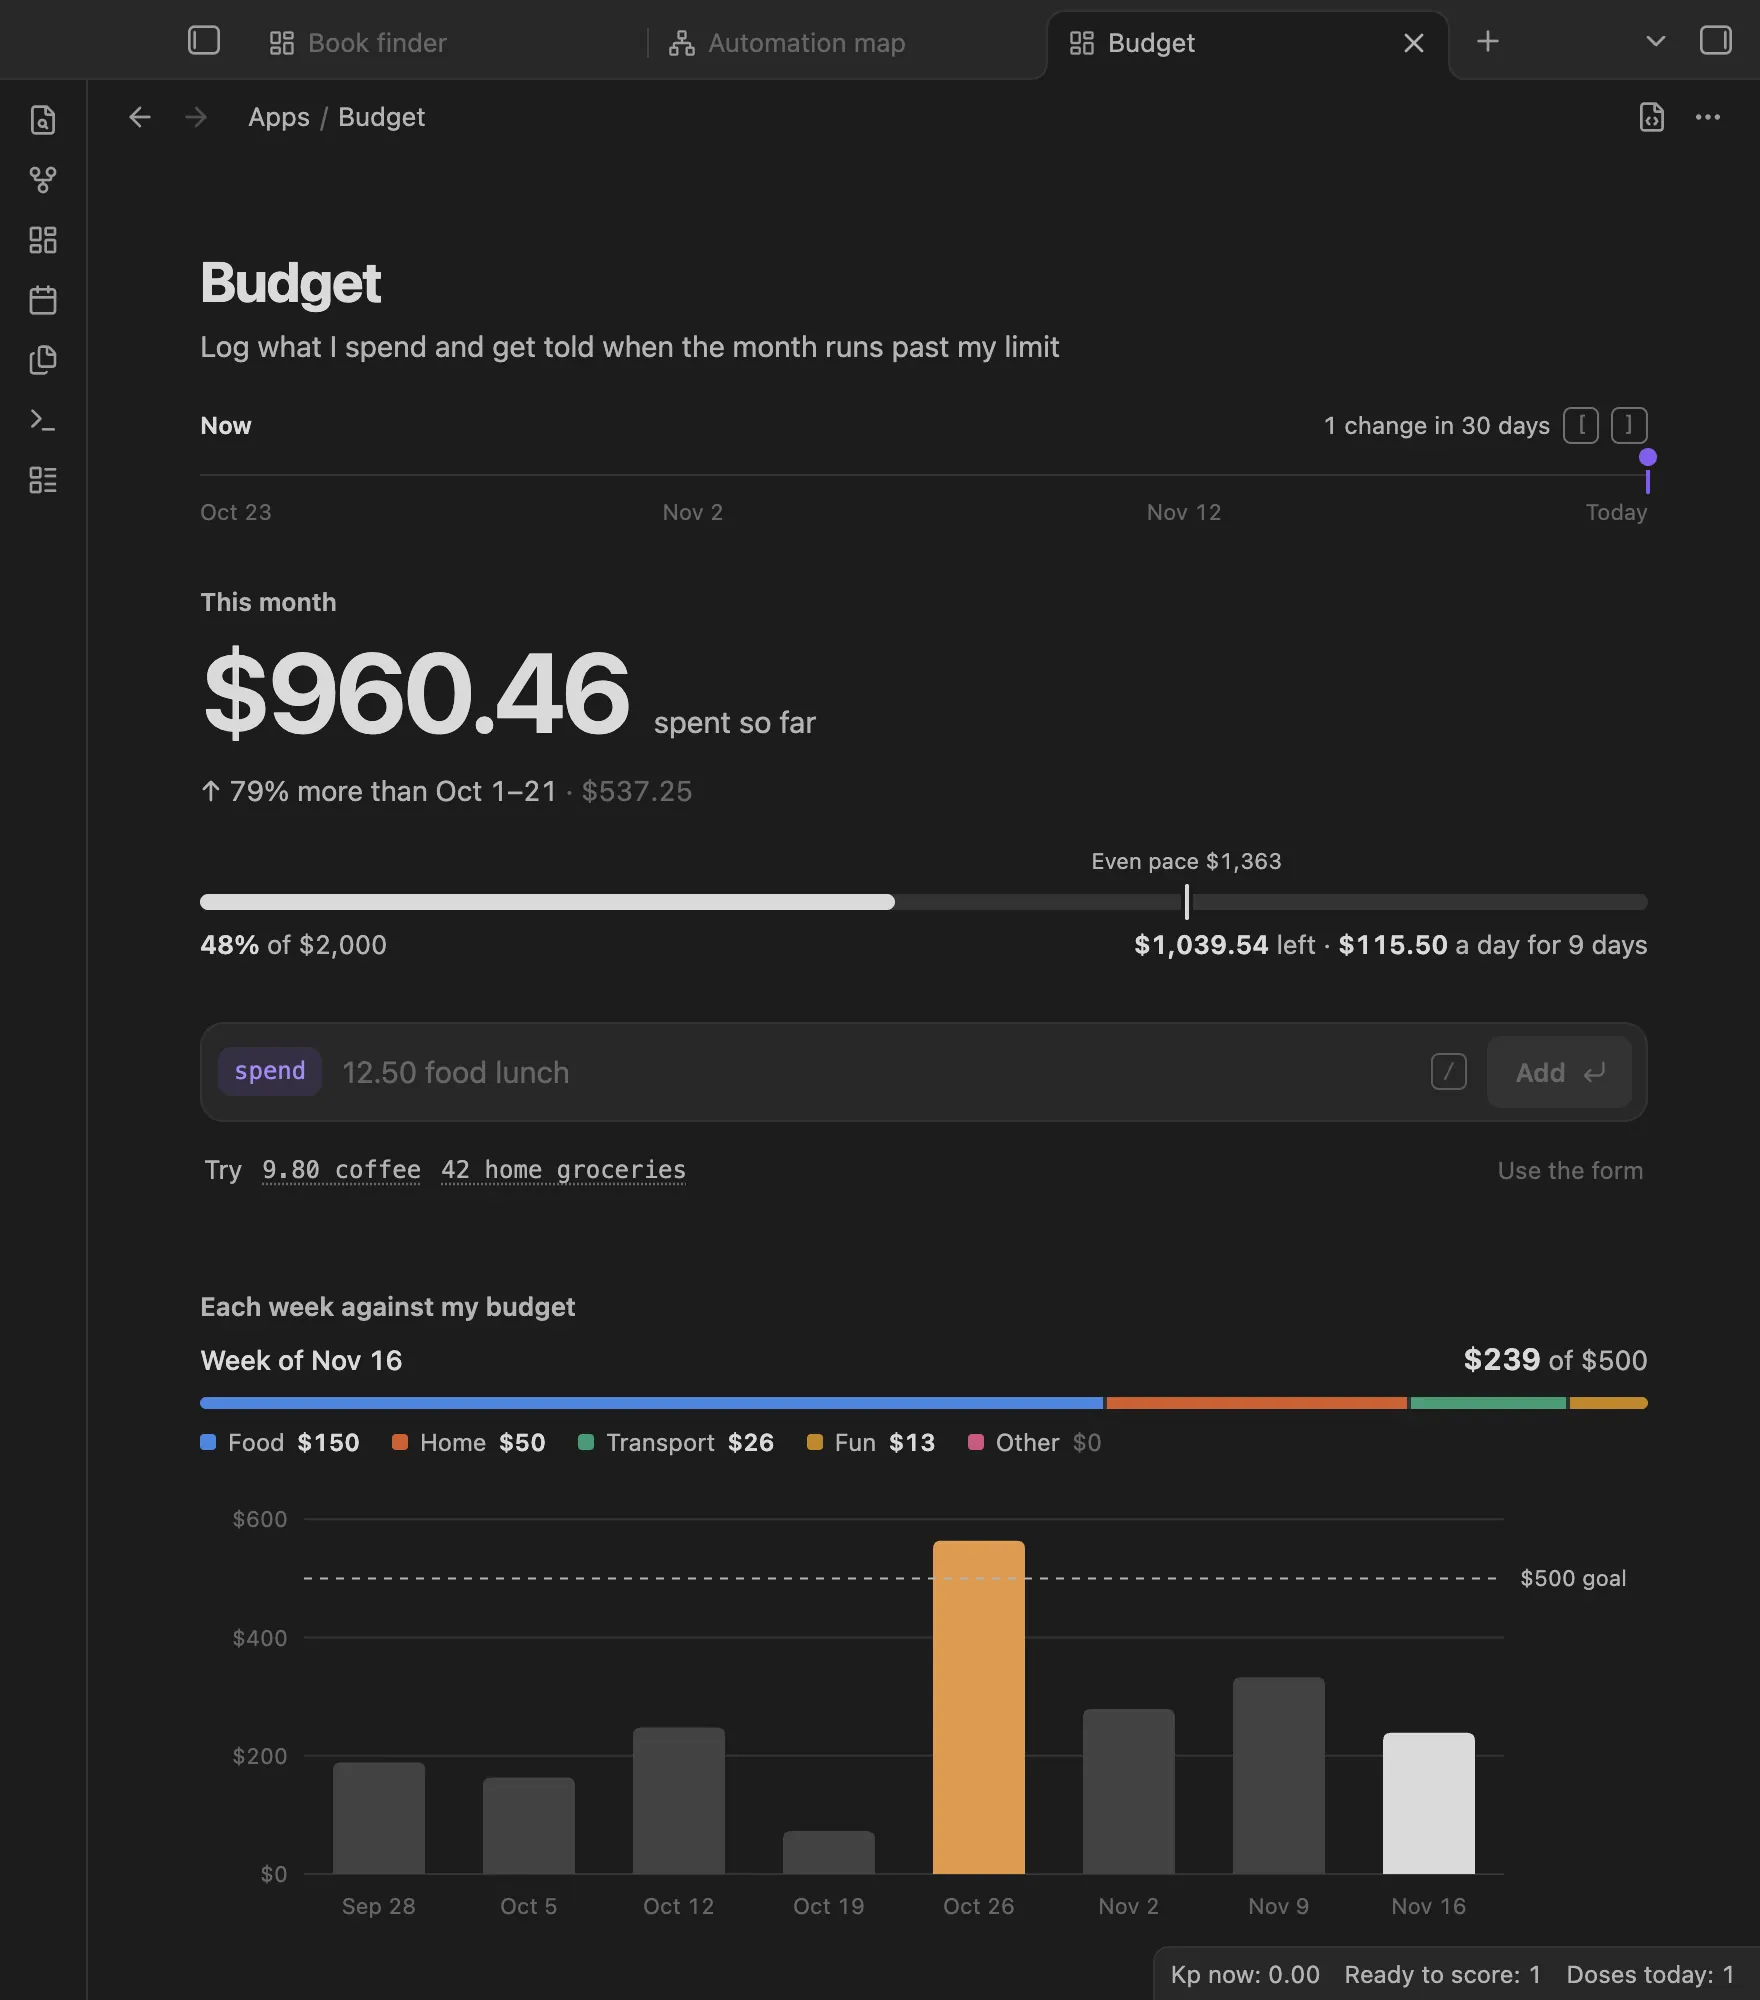 Book finder
Automation map
Budget
Apps / Budget
Budget
Log what I spend and get told when the month runs past my limit
Now
1 change in 30 days [ ]
Oct 23 Nov 2 Nov 12 Today
This month
$960.46 spent so far
↑ 79% more than Oct 1–21 · $537.25
Even pace $1,363
48% of $2,000
$1,039.54 left · $115.50 a day for 9 days
spend 12.50 food lunch / Add
Try 9.80 coffee 42 home groceries
Use the form
Each week against my budget
Week of Nov 16
$239 of $500
Food $150 Home $50 Transport $26 Fun $13 Other $0
$600
$500 goal
$400
$200
$0
Sep 28 Oct 5 Oct 12 Oct 19 Oct 26 Nov 2 Nov 9 Nov 16
Kp now: 0.00 Ready to score: 1 Doses today: 1